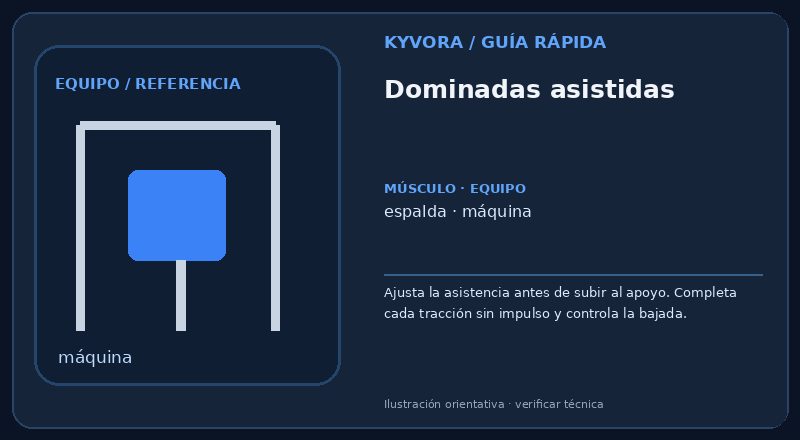 EQUIPO / REFERENCIA
máquina
KYVORA / GUÍA RÁPIDA
Dominadas asistidas
MÚSCULO · EQUIPO
espalda · máquina
Ajusta la asistencia antes de subir al apoyo. Completa
cada tracción sin impulso y controla la bajada.
Ilustración orientativa · verificar técnica